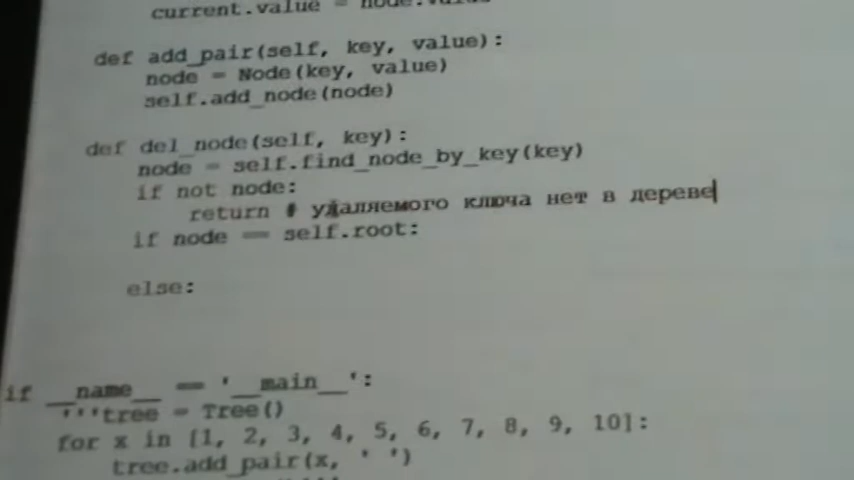 current.value = node.value
def add_pair(self, key, value):
node = Node(key, value)
self.add_node(node)
def del_node(self, key):
node = self.find_node_by_key(key)
if not node:
return # удаляемого ключа нет в дереве
if node == self.root:
else:
if __name__ == '__main__':
'''tree = Tree()
for x in [1, 2, 3, 4, 5, 6, 7, 8, 9, 10]:
tree.add_pair(x, ' ')